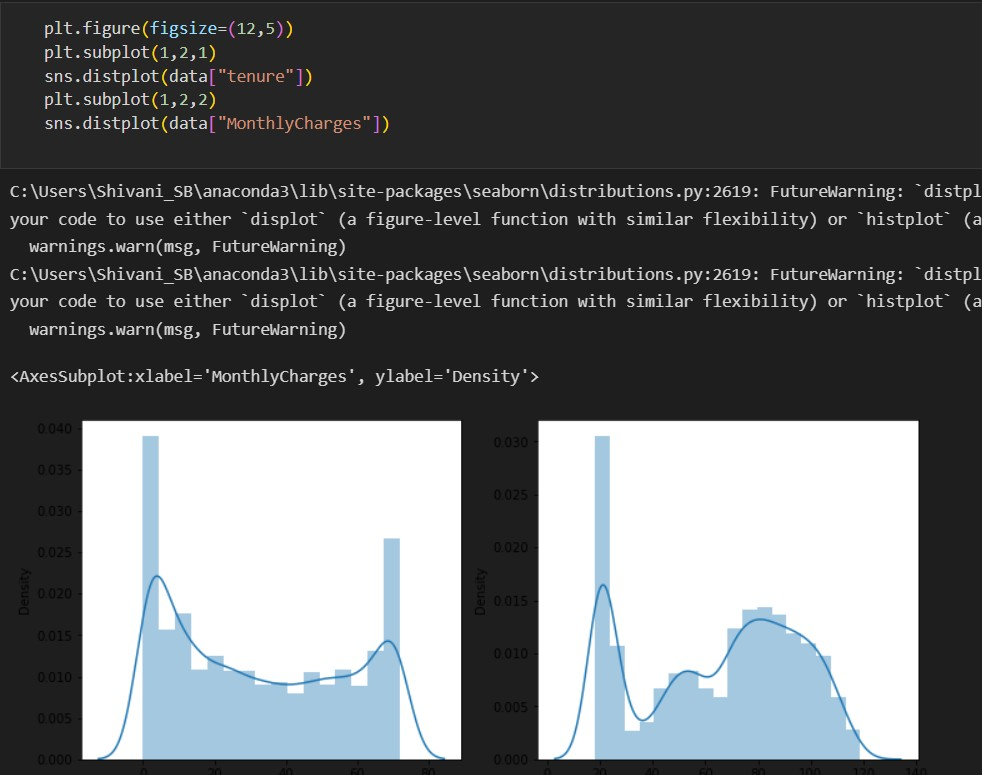 plt.figure(figsize=(12,5))
plt.subplot(1,2,1)
sns.distplot(data["tenure"])
plt.subplot(1,2,2)
sns.distplot(data["MonthlyCharges"])
C:\Users\Shivani_SB\anaconda3\lib\site-packages\seaborn\distributions.py:2619: FutureWarning: `distpl
your code to use either `displot` (a figure-level function with similar flexibility) or `histplot` (a
warnings.warn(msg, FutureWarning)
C:\Users\Shivani_SB\anaconda3\lib\site-packages\seaborn\distributions.py:2619: FutureWarning: `distpl
your code to use either `displot` (a figure-level function with similar flexibility) or `histplot` (a
warnings.warn(msg, FutureWarning)
<AxesSubplot:xlabel='MonthlyCharges', ylabel='Density'>
0.040
0.035
0.030
0.025
0.020
0.015
0.010
0.005
0.000
Density
0 20 40 60 80
0.030
0.025
0.020
0.015
0.010
0.005
0.000
Density
0 20 40 60 80 100 120 140